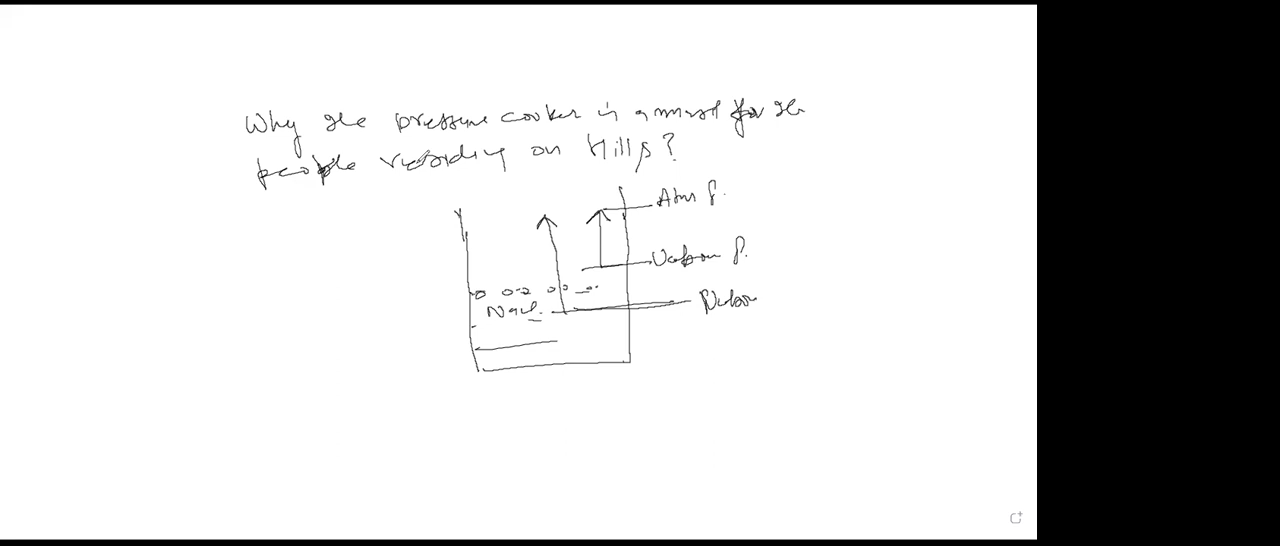 Why the pressure cooker is a must for the
people residing on Hills?
Atm P.
Vapour P.
NaCl.